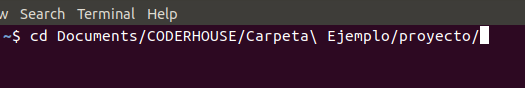 w Search Terminal Help
~$ cd Documents/CODERHOUSE/Carpeta\ Ejemplo/proyecto/